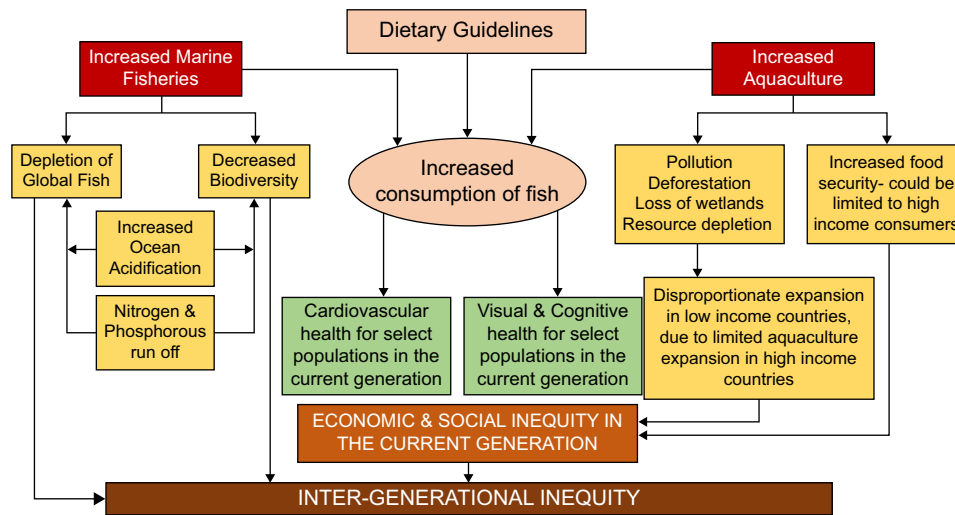 Dietary Guidelines
Increased Marine
Fisheries
Increased
Aquaculture
Depletion of
Global Fish
Decreased
Biodiversity
Increased
consumption of fish
Pollution
Deforestation
Loss of wetlands
Resource depletion
Increased food
security- could be
limited to high
income consumers
Increased
Ocean
Acidification
Nitrogen &
Phosphorous
run off
Cardiovascular
health for select
populations in the
current generation
Visual & Cognitive
health for select
populations in the
current generation
Disproportionate expansion
in low income countries,
due to limited aquaculture
expansion in high income
countries
ECONOMIC & SOCIAL INEQUITY IN
THE CURRENT GENERATION
INTER-GENERATIONAL INEQUITY